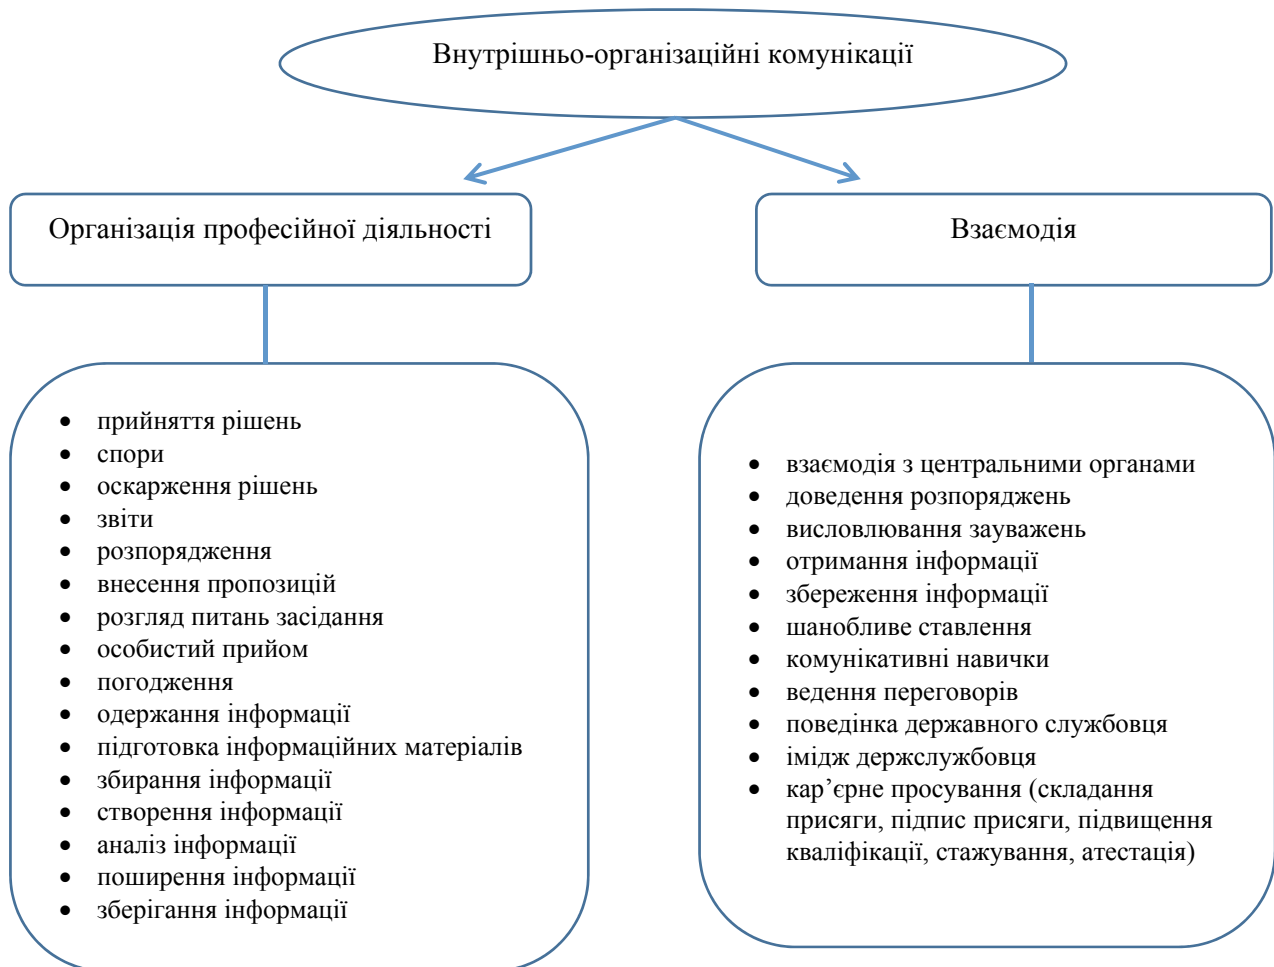 Внутрішньо-організаційні комунікації
Організація професійної діяльності
Взаємодія
• прийняття рішень
• спори
• оскарження рішень
• звіти
• розпорядження
• внесення пропозицій
• розгляд питань засідання
• особистий прийом
• погодження
• одержання інформації
• підготовка інформаційних матеріалів
• збирання інформації
• створення інформації
• аналіз інформації
• поширення інформації
• зберігання інформації
• взаємодія з центральними органами
• доведення розпоряджень
• висловлювання зауважень
• отримання інформації
• збереження інформації
• шанобливе ставлення
• комунікативні навички
• ведення переговорів
• поведінка державного службовця
• імідж держслужбовця
• кар’єрне просування (складання
присяги, підпис присяги, підвищення
кваліфікації, стажування, атестація)